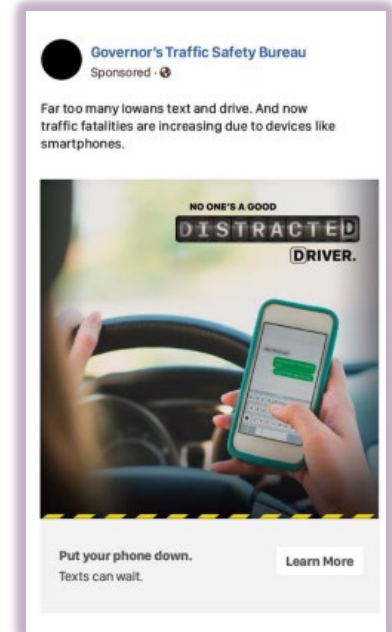 Governor's Traffic Safety Bureau
Sponsored ·
Far too many Iowans text and drive. And now
traffic fatalities are increasing due to devices like
smartphones.
NO ONE'S A GOOD
DISTRACTED
DRIVER.
Put your phone down.
Texts can wait.
Learn More